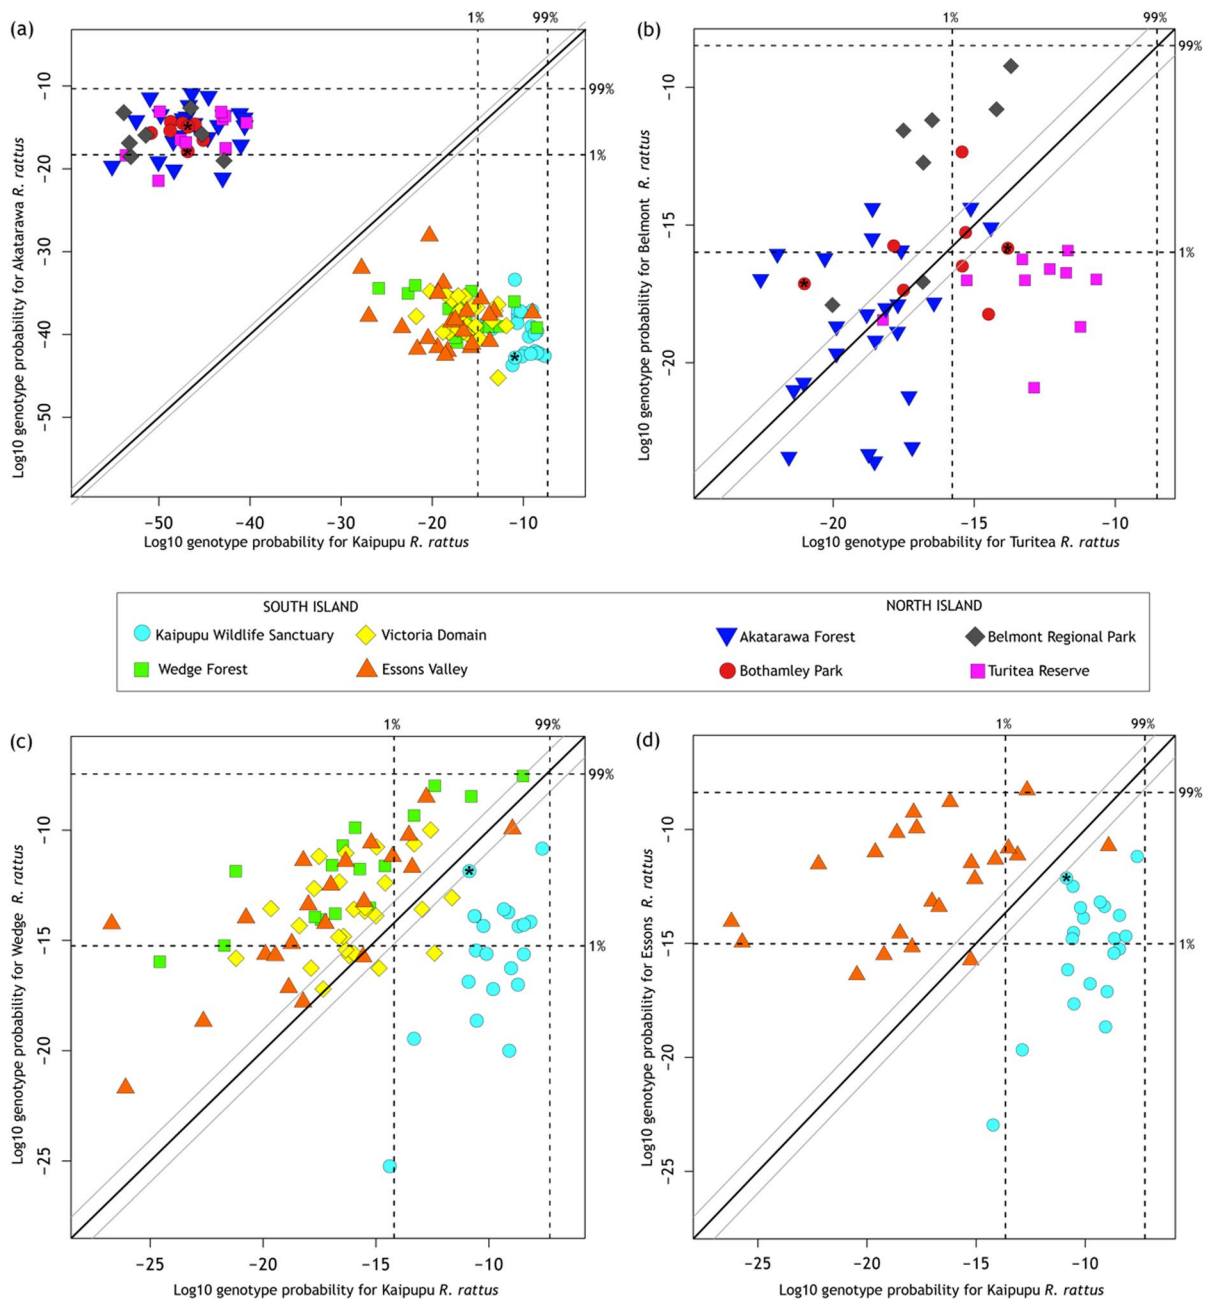 (a)
1%
99%
−10
−20
−30
−40
−50
99%
1%
Log10 genotype probability for Akatarawa R. rattus
−50
−40
−30
−20
−10
Log10 genotype probability for Kaipupu R. rattus
(b)
1%
99%
−10
−15
−20
99%
1%
Log10 genotype probability for Belmont R. rattus
−20
−15
−10
Log10 genotype probability for Turitea R. rattus
SOUTH ISLAND
Kaipupu Wildlife Sanctuary
Victoria Domain
Wedge Forest
Essons Valley
NORTH ISLAND
Akatarawa Forest
Belmont Regional Park
Bothamley Park
Turitea Reserve
(c)
1%
99%
−10
−15
−20
−25
99%
1%
Log10 genotype probability for Wedge R. rattus
−25
−20
−15
−10
Log10 genotype probability for Kaipupu R. rattus
(d)
1%
99%
−10
−15
−20
−25
99%
1%
Log10 genotype probability for Essons R. rattus
−25
−20
−15
−10
Log10 genotype probability for Kaipupu R. rattus